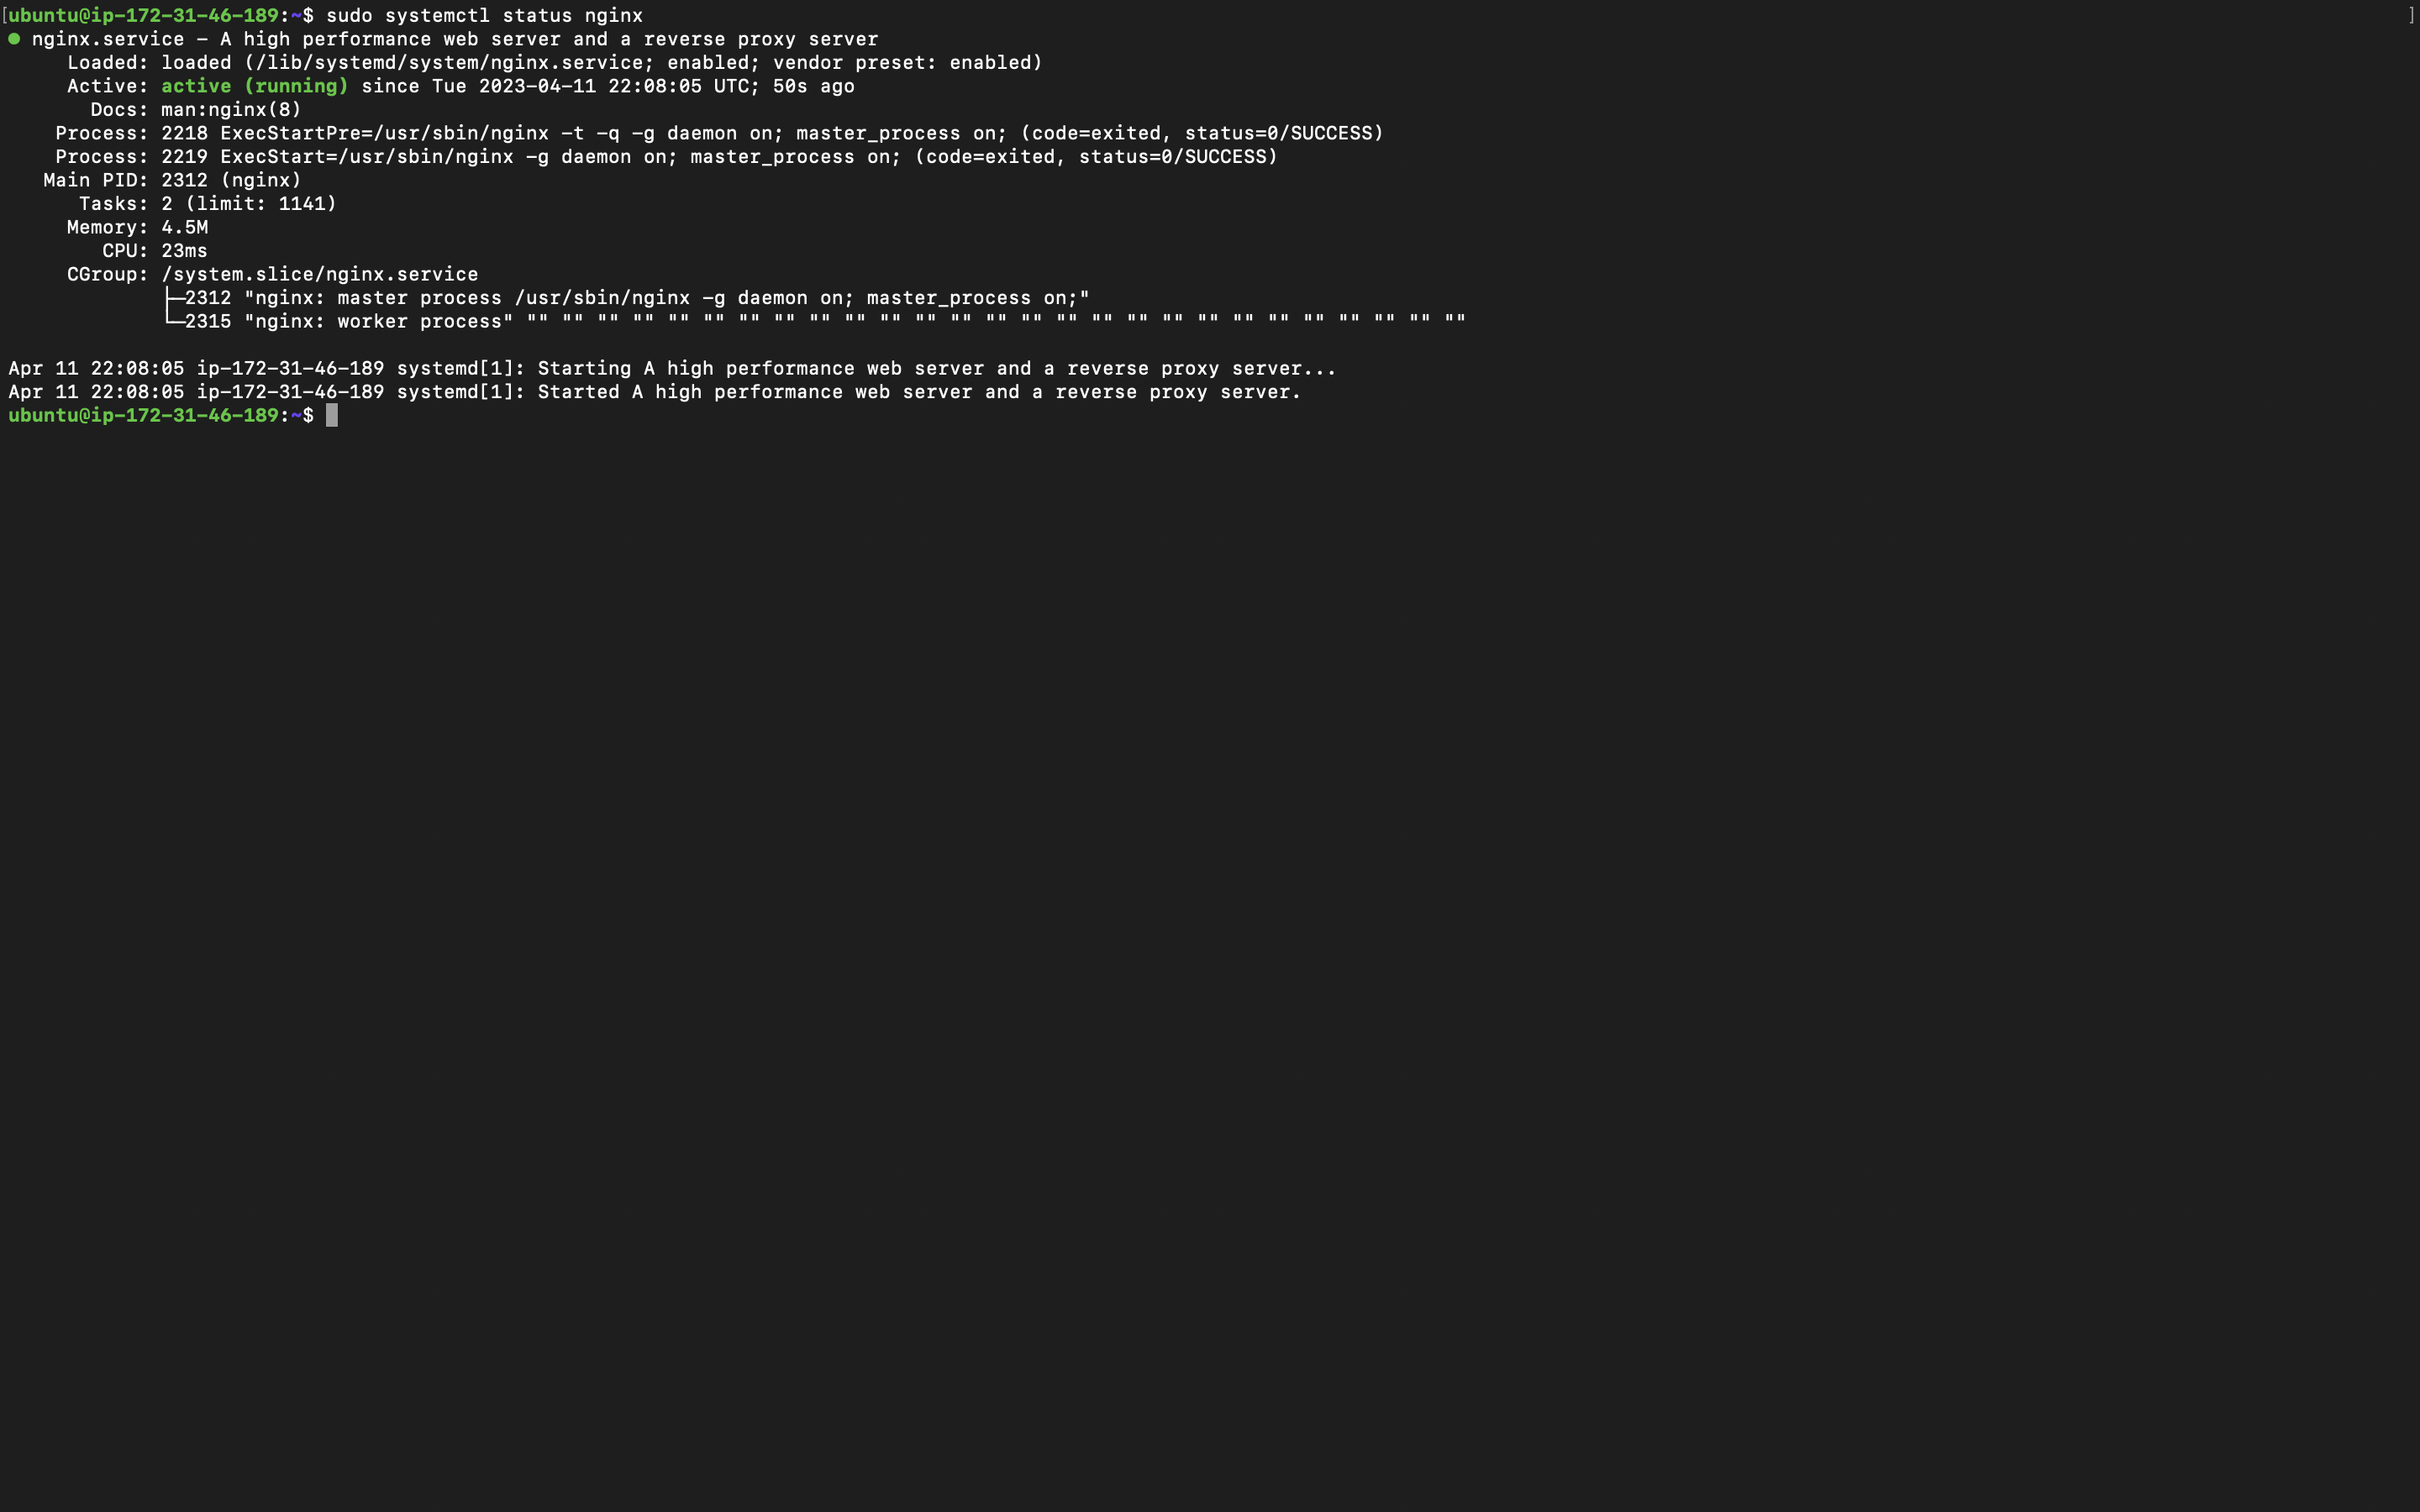 [ubuntu@ip-172-31-46-189:~$ sudo systemctl status nginx ]
● nginx.service - A high performance web server and a reverse proxy server
     Loaded: loaded (/lib/systemd/system/nginx.service; enabled; vendor preset: enabled)
     Active: active (running) since Tue 2023-04-11 22:08:05 UTC; 50s ago
       Docs: man:nginx(8)
    Process: 2218 ExecStartPre=/usr/sbin/nginx -t -q -g daemon on; master_process on; (code=exited, status=0/SUCCESS)
    Process: 2219 ExecStart=/usr/sbin/nginx -g daemon on; master_process on; (code=exited, status=0/SUCCESS)
   Main PID: 2312 (nginx)
      Tasks: 2 (limit: 1141)
     Memory: 4.5M
        CPU: 23ms
     CGroup: /system.slice/nginx.service
             ├─2312 "nginx: master process /usr/sbin/nginx -g daemon on; master_process on;"
             └─2315 "nginx: worker process" "" "" "" "" "" "" "" "" "" "" "" "" "" "" "" "" "" "" "" "" "" "" "" "" "" "" ""

Apr 11 22:08:05 ip-172-31-46-189 systemd[1]: Starting A high performance web server and a reverse proxy server...
Apr 11 22:08:05 ip-172-31-46-189 systemd[1]: Started A high performance web server and a reverse proxy server.
ubuntu@ip-172-31-46-189:~$